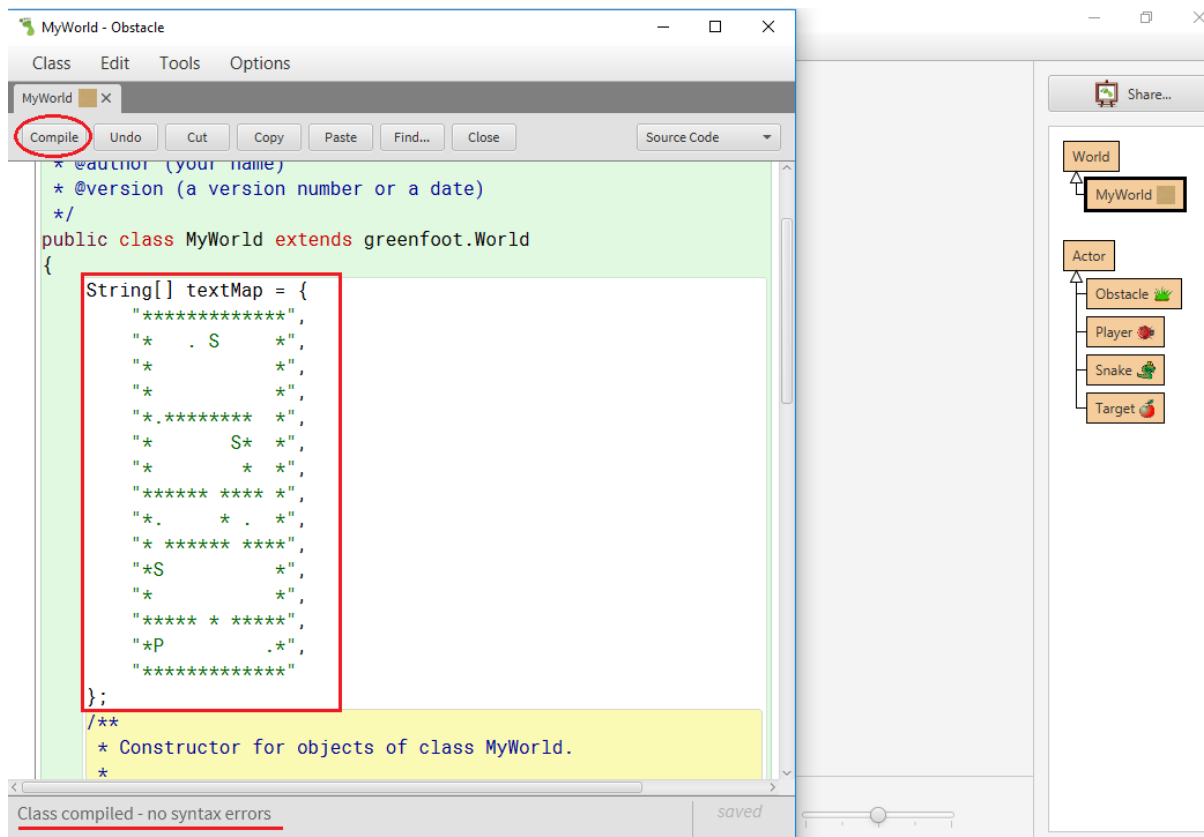 MyWorld - Obstacle
Class Edit Tools Options
MyWorld
Compile Undo Cut Copy Paste Find... Close Source Code
* @author (your name)
* @version (a version number or a date)
*/
public class MyWorld extends greenfoot.World
{
    String[] textMap = {
        "*************",
        "*   . S     *",
        "*           *",
        "*           *",
        "*.********  *",
        "*       S*  *",
        "*        *  *",
        "****** **** *",
        "*.     * .  *",
        "* ****** ****",
        "*S          *",
        "*           *",
        "***** * *****",
        "*P         .*",
        "*************"
    };
    /**
     * Constructor for objects of class MyWorld.
     *
Class compiled - no syntax errors
saved
Share...
World
MyWorld
Actor
Obstacle
Player
Snake
Target